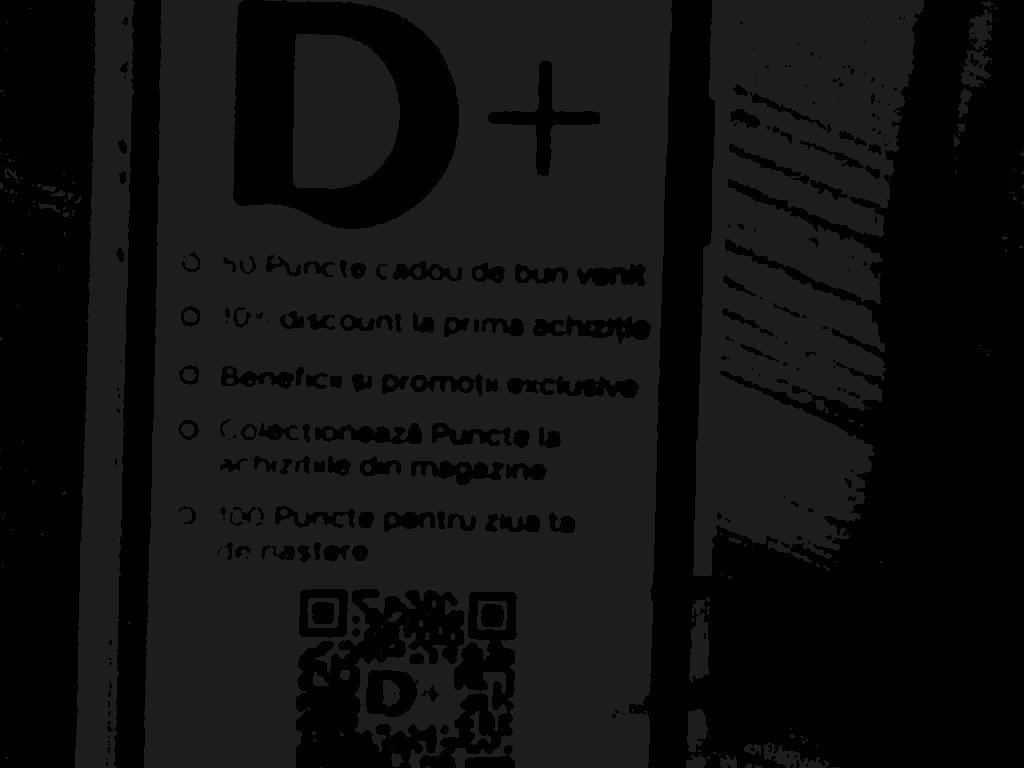 D+
50 Puncte cadou de bun venit
10% discount la prima achiziție
Beneficii și promoții exclusive
Colecționează Puncte la
achizițiile din magazine
100 Puncte pentru ziua ta
de naștere
D+